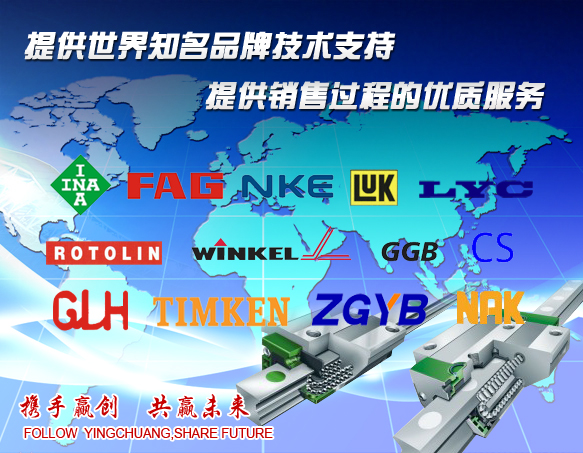 提供世界知名品牌技术支持
提供销售过程的优质服务
INA INA FAG NKE LUK LYC
ROTOLIN WINKEL GGB CS
GLH TIMKEN ZGYB NAK
携手赢创 共赢未来
FOLLOW YINGCHUANG,SHARE FUTURE